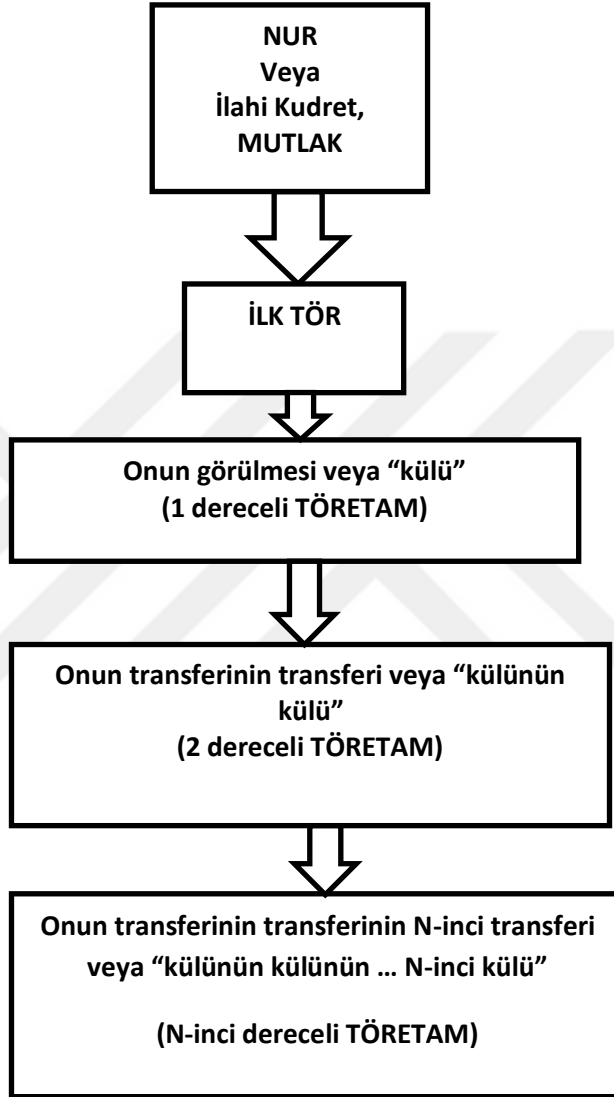 NUR
Veya
İlahi Kudret,
MUTLAK
İLK TÖR
Onun görülmesi veya “külü”
(1 dereceli TÖRETAM)
Onun transferinin transferi veya “külünün
külü”
(2 dereceli TÖRETAM)
Onun transferinin transferinin N-inci transferi
veya “külünün külünün … N-inci külü”
(N-inci dereceli TÖRETAM)